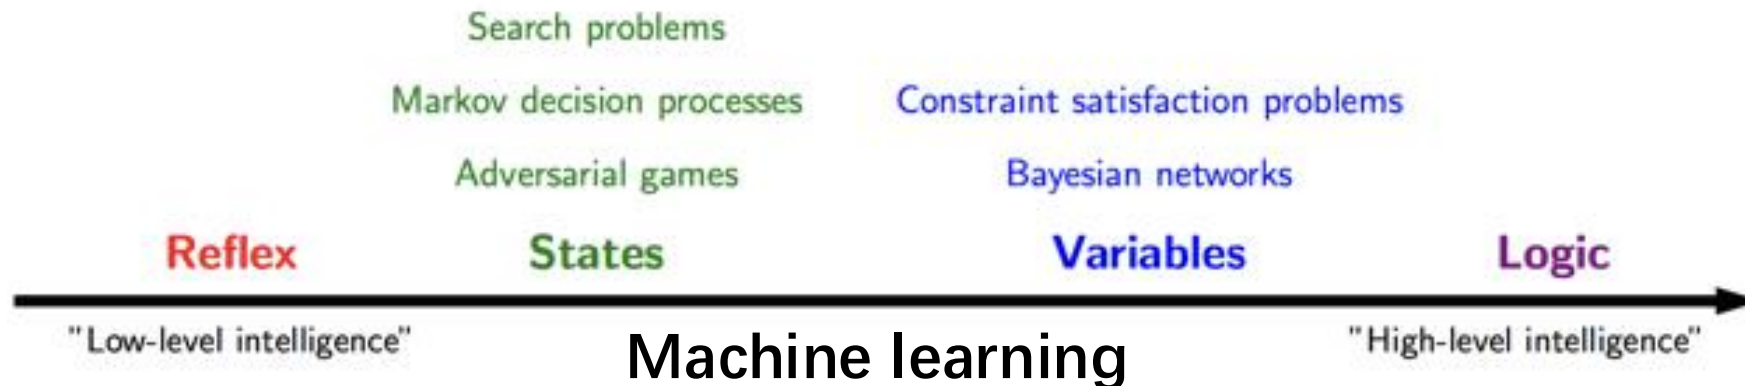 Search problems
Markov decision processes
Constraint satisfaction problems
Adversarial games
Bayesian networks
Reflex
States
Variables
Logic
"Low-level intelligence"
Machine learning
"High-level intelligence"